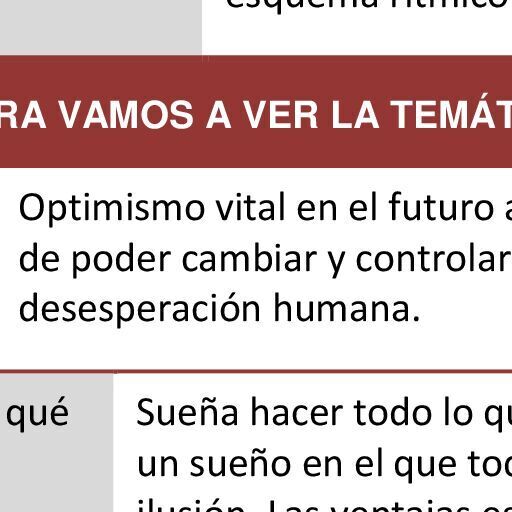 esquema rítmico
RA VAMOS A VER LA TEMÁT
Optimismo vital en el futuro a
de poder cambiar y controlar
desesperación humana.
qué Sueña hacer todo lo qu
un sueño en el que tod
ilusión. Las ventajas es